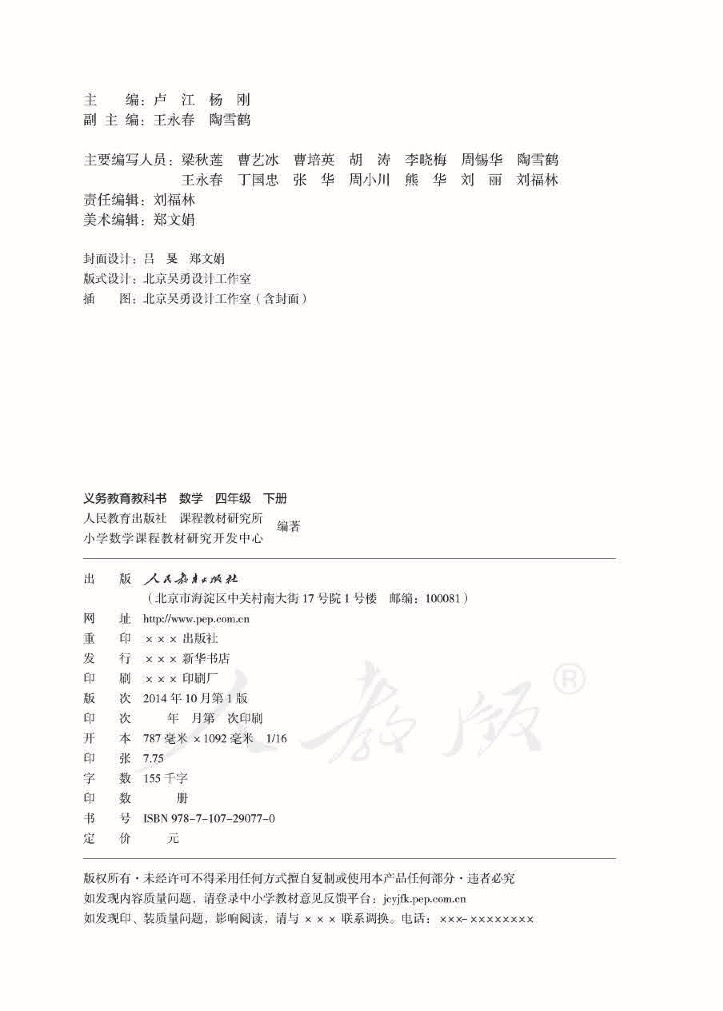 主　　编：卢　江　杨　刚
副 主 编：王永春　陶雪鹤
主要编写人员：梁秋莲　曹艺冰　曹培英　胡　涛　李晓梅　周锡华　陶雪鹤
王永春　丁国忠　张　华　周小川　熊　华　刘　丽　刘福林
责任编辑：刘福林
美术编辑：郑文娟
封面设计：吕　旻　郑文娟
版式设计：北京吴勇设计工作室
插　　图：北京吴勇设计工作室（含封面）
义务教育教科书　数学　四年级　下册
人民教育出版社　课程教材研究所
小学数学课程教材研究开发中心　编著
出　　版　人民教育出版社
（北京市海淀区中关村南大街 17 号院 1 号楼　邮编：100081）
网　　址　http://www.pep.com.cn
重　　印　××× 出版社
发　　行　××× 新华书店
印　　刷　××× 印刷厂
版　　次　2014 年 10 月第 1 版
印　　次　　　年　月第　次印刷
开　　本　787 毫米 ×1092 毫米　1/16
印　　张　7.75
字　　数　155 千字
印　　数　　　册
书　　号　ISBN 978-7-107-29077-0
定　　价　　　元
人教版®
版权所有·未经许可不得采用任何方式擅自复制或使用本产品任何部分·违者必究
如发现内容质量问题，请登录中小学教材意见反馈平台：jcyjfk.pep.com.cn
如发现印、装质量问题，影响阅读，请与 ××× 联系调换。电话：×××-××××××××